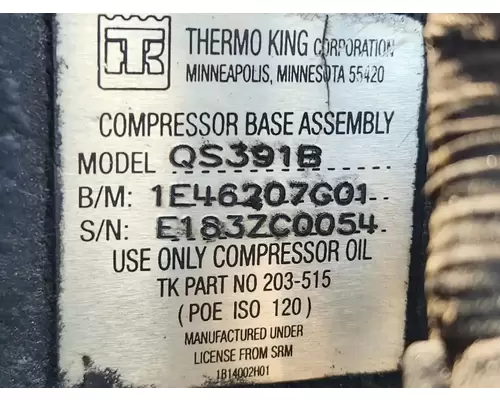 THERMO KING CORPORATION
MINNEAPOLIS, MINNESOTA 55420
COMPRESSOR BASE ASSEMBLY
MODEL QS391B
B/M: 1E46207G01
S/N: E183ZC0054
USE ONLY COMPRESSOR OIL
TK PART NO 203-515
(POE ISO 120)
MANUFACTURED UNDER
LICENSE FROM SRM
1B14002H01